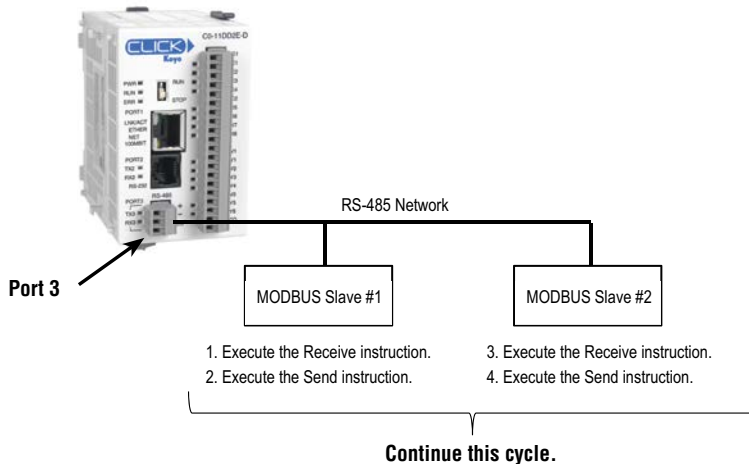 C0-11DD2E-D
CLICK
Koyo
PWR
RUN
RUN
ERR
STOP
PORT1
LNK/ACT
ETHER
NET
100MBIT
PORT2
TX2
RX2
RS-232
RS-485
PORT3
TX3
RX3
RS-485 Network
Port 3
MODBUS Slave #1
MODBUS Slave #2
1. Execute the Receive instruction.
2. Execute the Send instruction.
3. Execute the Receive instruction.
4. Execute the Send instruction.
Continue this cycle.